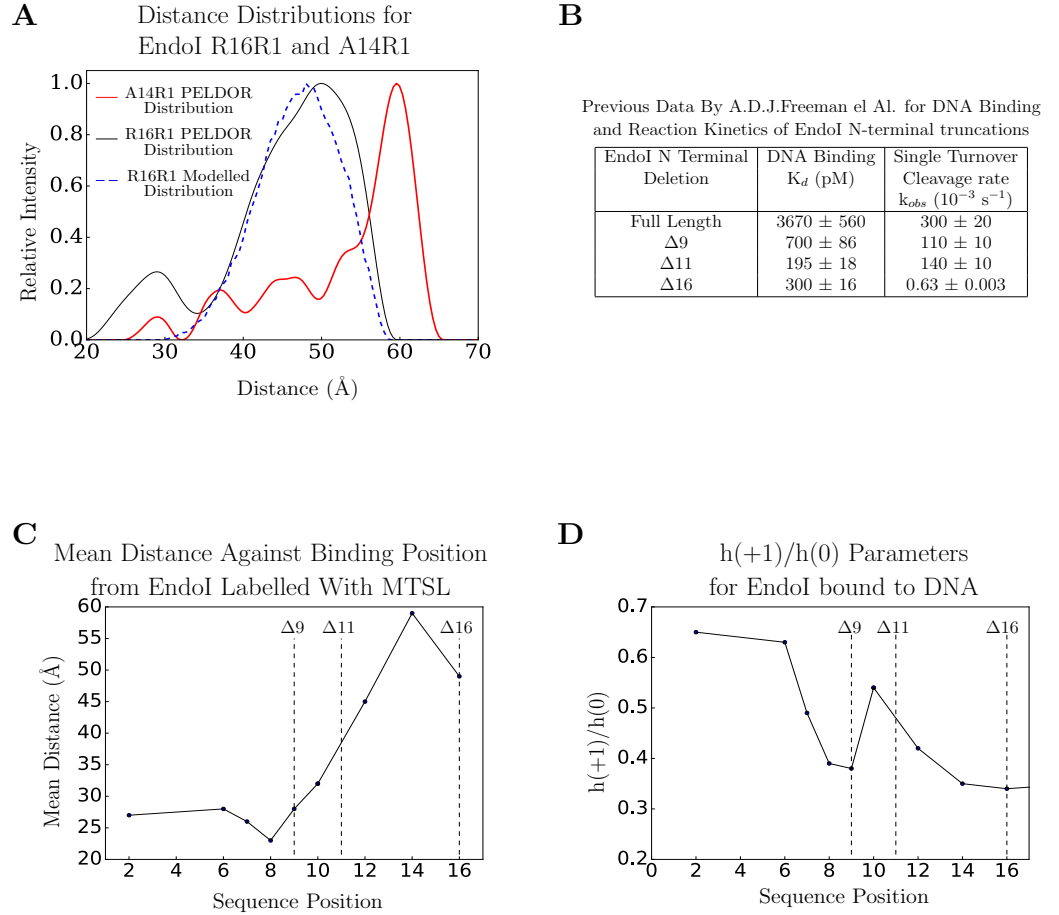 A
Distance Distributions for
EndoI R16R1 and A14R1
A14R1 PELDOR
Distribution
R16R1 PELDOR
Distribution
R16R1 Modelled
Distribution
Relative Intensity
1.0
0.8
0.6
0.4
0.2
0.0
20 30 40 50 60 70
Distance (Å)
B
Previous Data By A.D.J.Freeman el Al. for DNA Binding
and Reaction Kinetics of EndoI N-terminal truncations
EndoI N Terminal DNA Binding Single Turnover
Deletion K_d (pM) Cleavage rate
k_obs (10⁻³ s⁻¹)
Full Length 3670 ± 560 300 ± 20
Δ9 700 ± 86 110 ± 10
Δ11 195 ± 18 140 ± 10
Δ16 300 ± 16 0.63 ± 0.003
C
Mean Distance Against Binding Position
from EndoI Labelled With MTSL
Mean Distance (Å)
60
55
50
45
40
35
30
25
20
Δ9 Δ11 Δ16
2 4 6 8 10 12 14 16
Sequence Position
D
h(+1)/h(0) Parameters
for EndoI bound to DNA
h(+1)/h(0)
0.7
0.6
0.5
0.4
0.3
0.2
Δ9 Δ11 Δ16
0 2 4 6 8 10 12 14 16
Sequence Position